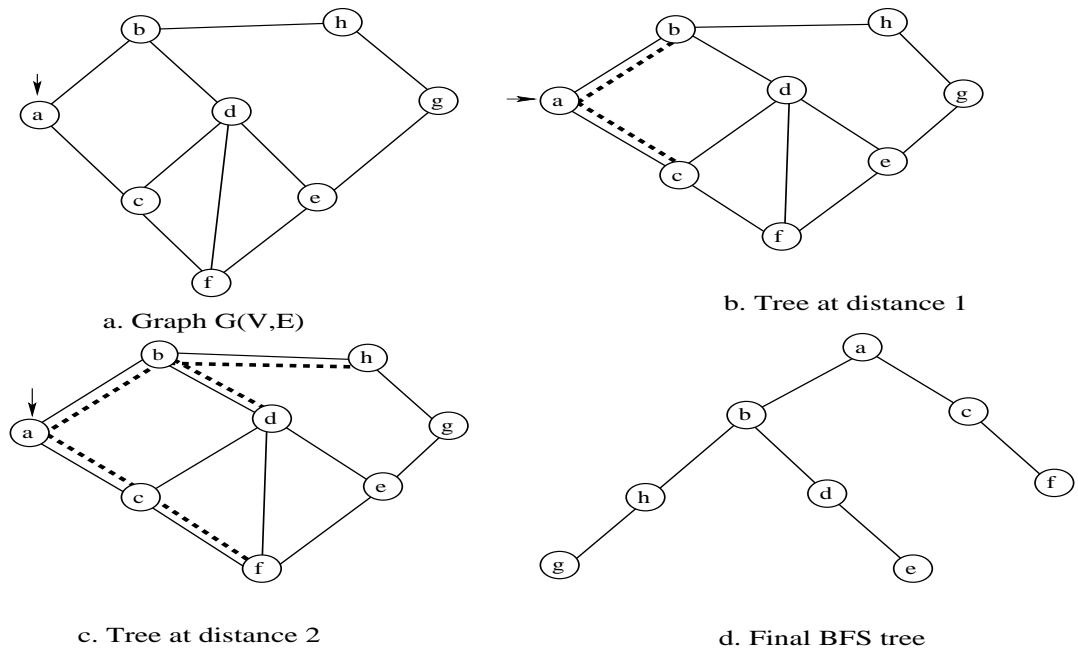 b
h
a
d
g
c
e
f
a. Graph G(V,E)
b
h
a
d
g
c
e
f
b. Tree at distance 1
b
h
a
d
g
c
e
f
c. Tree at distance 2
a
b
c
h
d
f
g
e
d. Final BFS tree